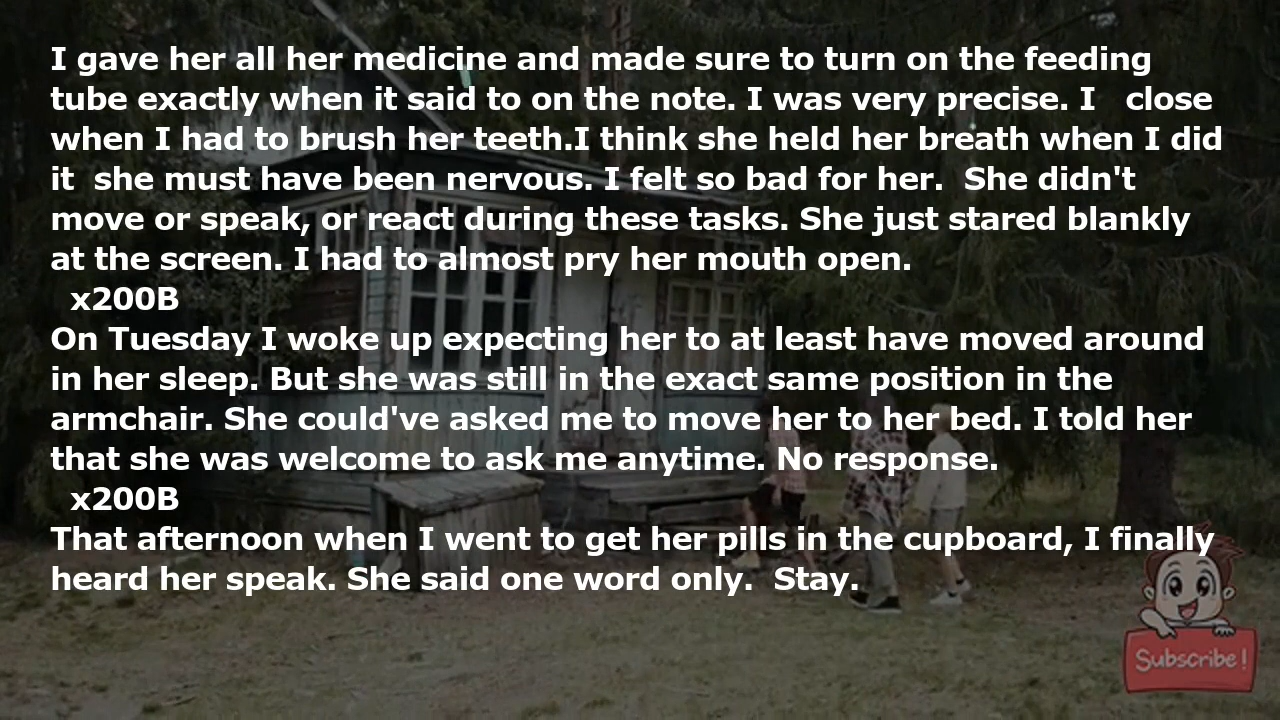 I gave her all her medicine and made sure to turn on the feeding
tube exactly when it said to on the note. I was very precise. I   close
when I had to brush her teeth.I think she held her breath when I did
it  she must have been nervous. I felt so bad for her.  She didn't
move or speak, or react during these tasks. She just stared blankly
at the screen. I had to almost pry her mouth open.
x200B
On Tuesday I woke up expecting her to at least have moved around
in her sleep. But she was still in the exact same position in the
armchair. She could've asked me to move her to her bed. I told her
that she was welcome to ask me anytime. No response.
x200B
That afternoon when I went to get her pills in the cupboard, I finally
heard her speak. She said one word only.  Stay.
Subscribe!